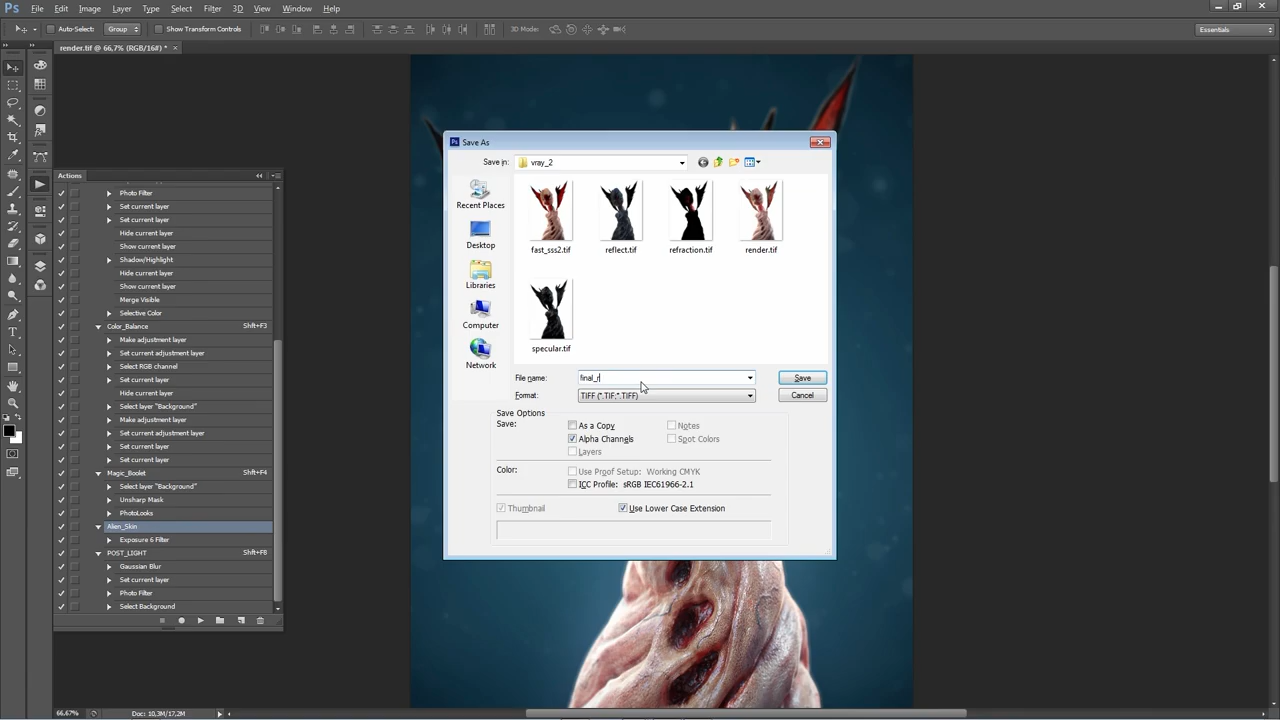 Ps File Edit Image Layer Type Select Filter 3D View Window Help
Auto-Select: Group Show Transform Controls 3D Mode: Essentials
render.tif @ 66,7% (RGB/16#) * ×
Actions
Photo Filter
Set current layer
Set current layer
Hide current layer
Show current layer
Shadow/Highlight
Hide current layer
Show current layer
Merge Visible
Selective Color
Color_Balance Shft+F3
Make adjustment layer
Set current adjustment layer
Select RGB channel
Set current layer
Hide current layer
Select layer "Background"
Make adjustment layer
Set current adjustment layer
Set current layer
Set current layer
Magic_Boolet Shft+F4
Select layer "Background"
Unsharp Mask
PhotoLooks
Alien_Skin
Exposure 6 Filter
POST_LIGHT Shft+F8
Gaussian Blur
Set current layer
Photo Filter
Select Background
Ps Save As
Save in: vray_2
Recent Places
Desktop
Libraries
Computer
Network
fast_sss2.tif reflect.tif refraction.tif render.tif
specular.tif
File name: final_r Save
Format: TIFF (*.TIF;*.TIFF) Cancel
Save Options
Save: As a Copy Notes
Alpha Channels Spot Colors
Layers
Color: Use Proof Setup: Working CMYK
ICC Profile: sRGB IEC61966-2.1
Thumbnail Use Lower Case Extension
66.67% Doc: 10,3M/17,2M